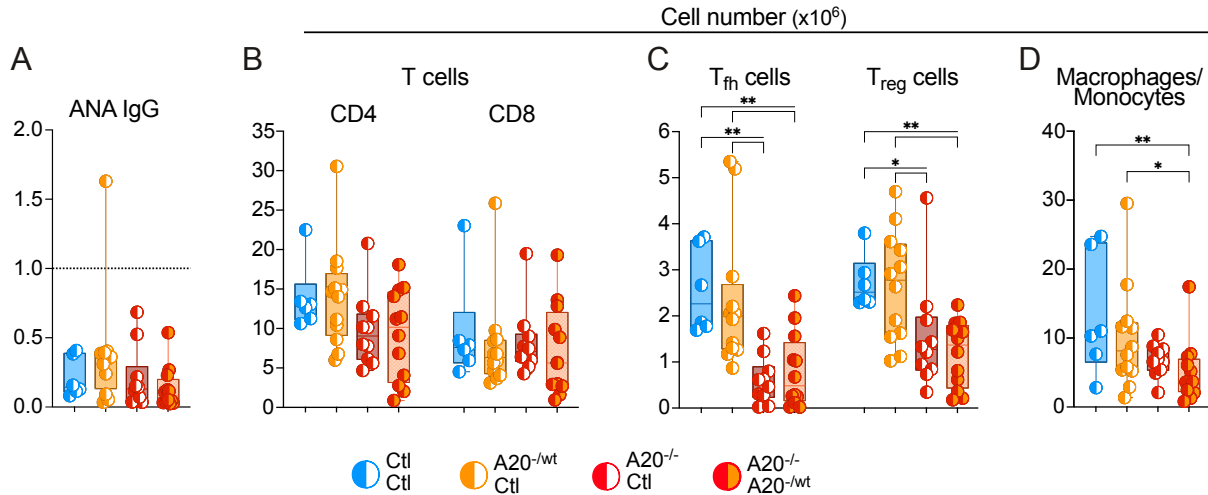 Cell number (x10⁶)
A
ANA IgG
2.0
1.5
1.0
0.5
0.0
B
T cells
CD4
CD8
35
30
25
20
15
10
5
0
C
Tfh cells
Treg cells
**
**
**
*
6
5
4
3
2
1
0
D
Macrophages/
Monocytes
**
*
40
30
20
10
0
Ctl
Ctl
A20-/wt
Ctl
A20-/-
Ctl
A20-/-
A20-/wt